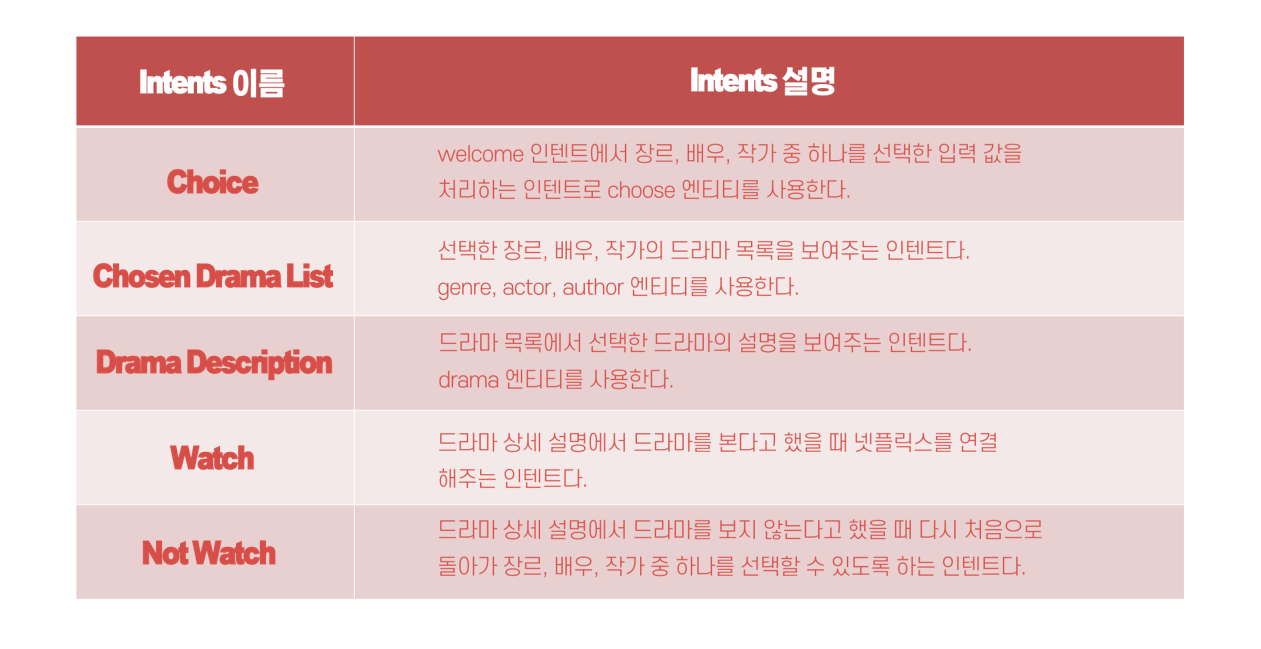 Intents 이름
Intents 설명
Choice
welcome 인텐트에서 장르, 배우, 작가 중 하나를 선택한 입력 값을
처리하는 인텐트로 choose 엔티티를 사용한다.
Chosen Drama List
선택한 장르, 배우, 작가의 드라마 목록을 보여주는 인텐트다.
genre, actor, author 엔티티를 사용한다.
Drama Description
드라마 목록에서 선택한 드라마의 설명을 보여주는 인텐트다.
drama 엔티티를 사용한다.
Watch
드라마 상세 설명에서 드라마를 본다고 했을 때 넷플릭스를 연결
해주는 인텐트다.
Not Watch
드라마 상세 설명에서 드라마를 보지 않는다고 했을 때 다시 처음으로
돌아가 장르, 배우, 작가 중 하나를 선택할 수 있도록 하는 인텐트다.